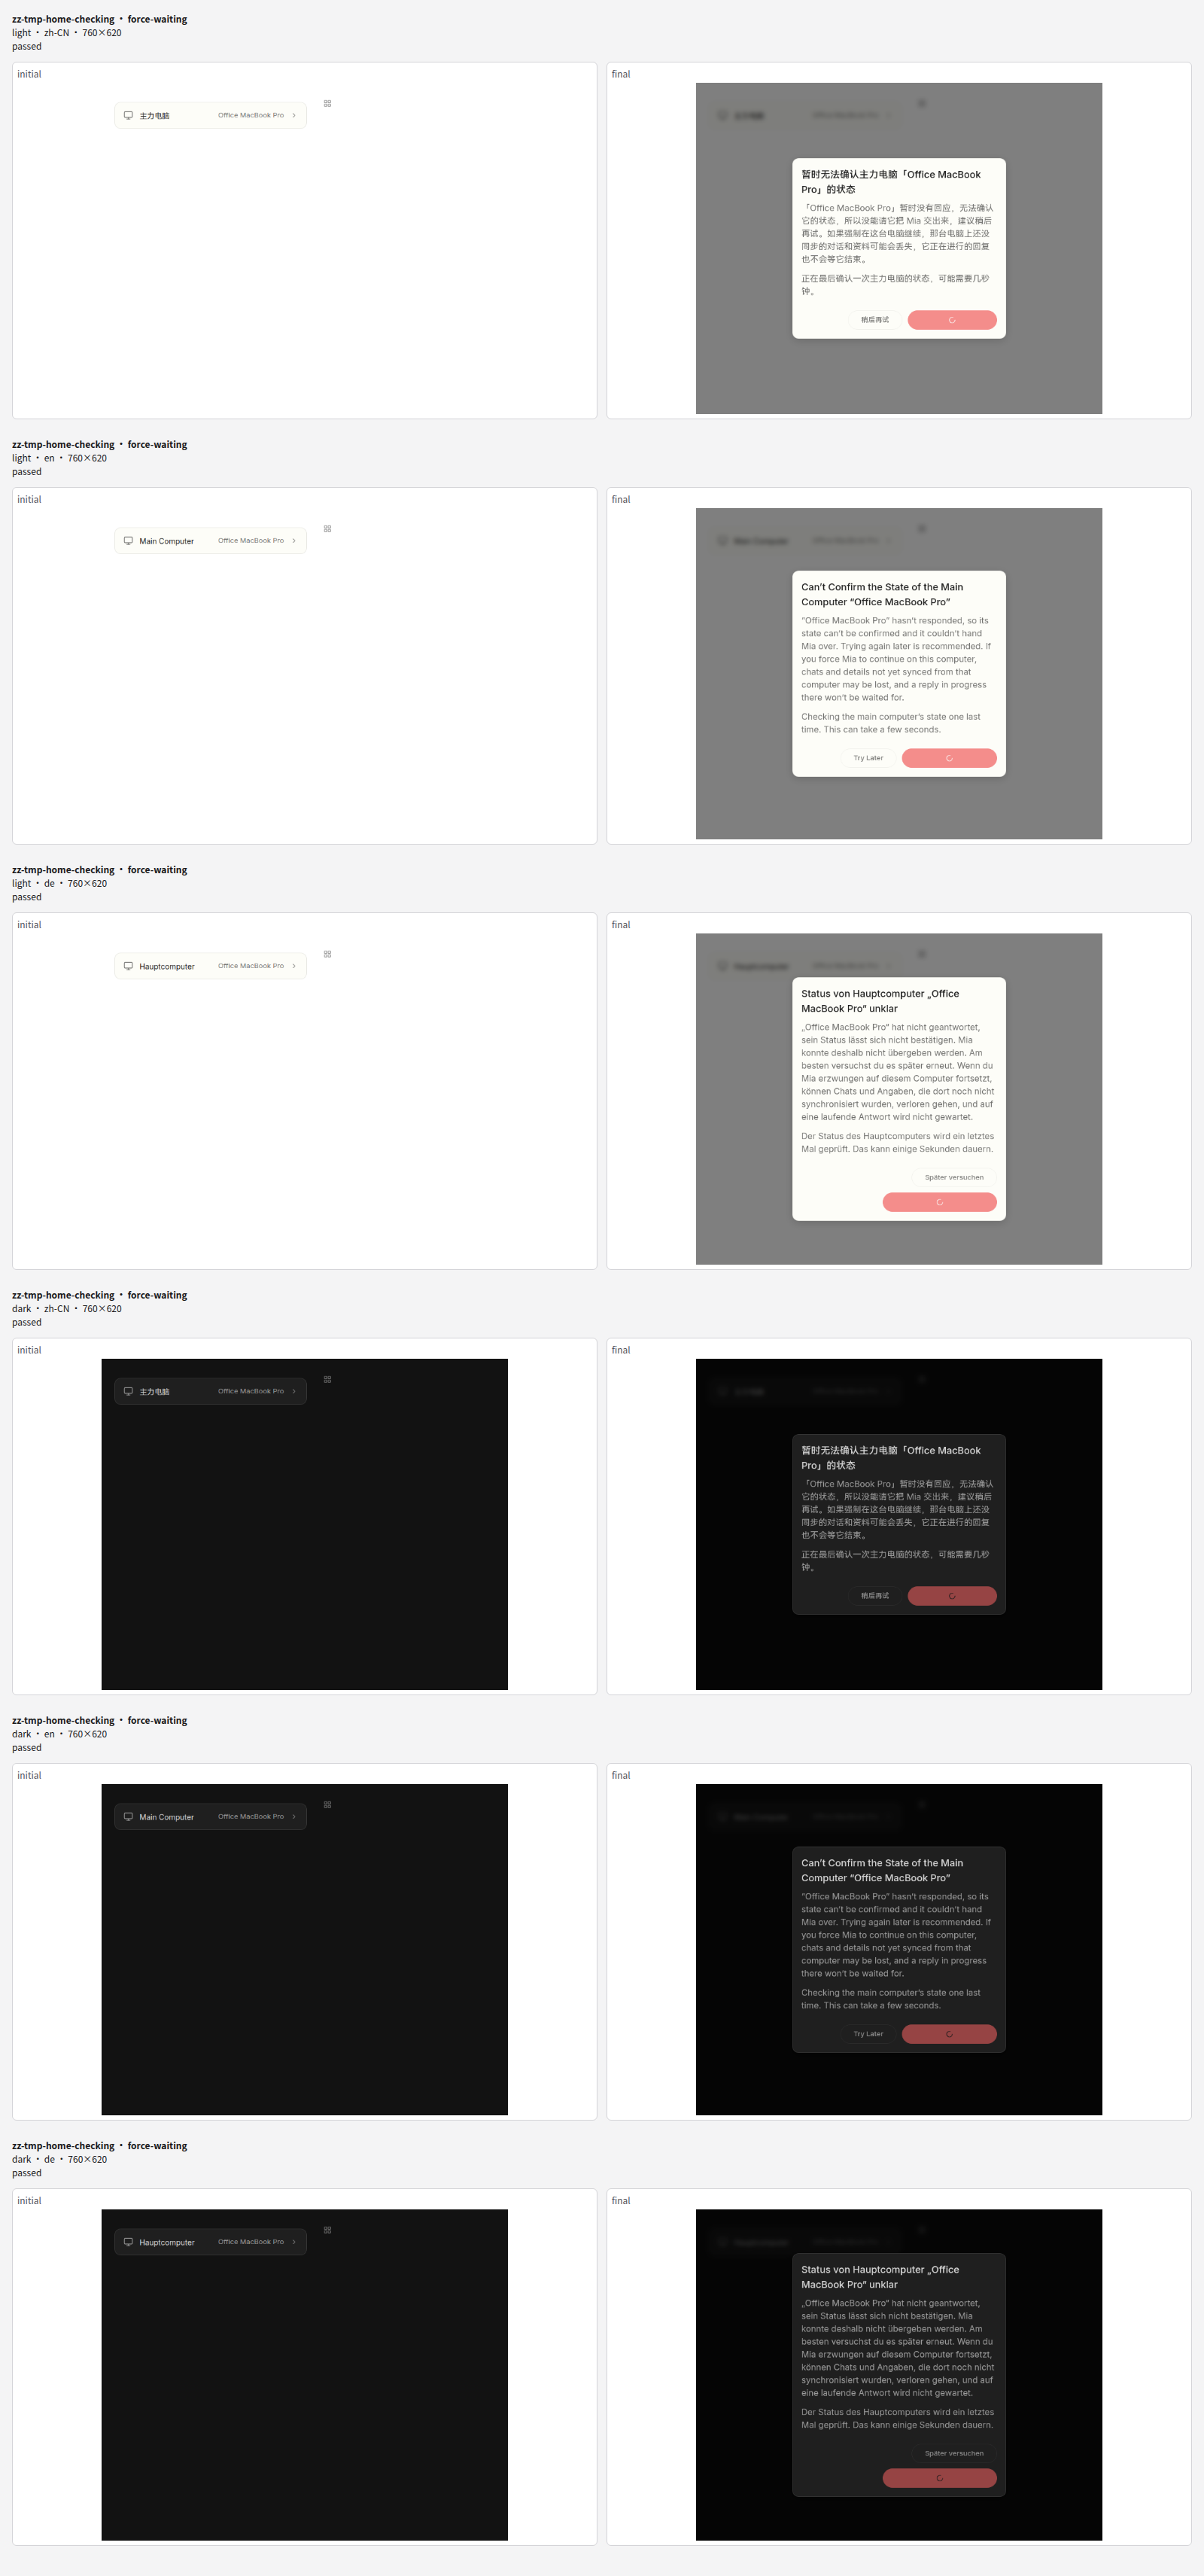 zz-tmp-home-checking · force-waiting
light · zh-CN · 760×620
passed
initial
主力电脑 Office MacBook Pro
final
暂时无法确认主力电脑「Office MacBook
Pro」的状态
「Office MacBook Pro」暂时没有回应，无法确认
它的状态，所以没能请它把 Mia 交出来，建议稍后
再试。如果强制在这台电脑继续，那台电脑上还没
同步的对话和资料可能会丢失，它正在进行的回复
也不会等它结束。
正在最后确认一次主力电脑的状态，可能需要几秒
钟。
稍后再试
zz-tmp-home-checking · force-waiting
light · en · 760×620
passed
initial
Main Computer Office MacBook Pro
final
Can’t Confirm the State of the Main
Computer “Office MacBook Pro”
“Office MacBook Pro” hasn’t responded, so its
state can’t be confirmed and it couldn’t hand
Mia over. Trying again later is recommended. If
you force Mia to continue on this computer,
chats and details not yet synced from that
computer may be lost, and a reply in progress
there won’t be waited for.
Checking the main computer’s state one last
time. This can take a few seconds.
Try Later
zz-tmp-home-checking · force-waiting
light · de · 760×620
passed
initial
Hauptcomputer Office MacBook Pro
final
Status von Hauptcomputer „Office
MacBook Pro“ unklar
„Office MacBook Pro“ hat nicht geantwortet,
sein Status lässt sich nicht bestätigen. Mia
konnte deshalb nicht übergeben werden. Am
besten versuchst du es später erneut. Wenn du
Mia erzwungen auf diesem Computer fortsetzt,
können Chats und Angaben, die dort noch nicht
synchronisiert wurden, verloren gehen, und auf
eine laufende Antwort wird nicht gewartet.
Der Status des Hauptcomputers wird ein letztes
Mal geprüft. Das kann einige Sekunden dauern.
Später versuchen
zz-tmp-home-checking · force-waiting
dark · zh-CN · 760×620
passed
initial
主力电脑 Office MacBook Pro
final
暂时无法确认主力电脑「Office MacBook
Pro」的状态
「Office MacBook Pro」暂时没有回应，无法确认
它的状态，所以没能请它把 Mia 交出来，建议稍后
再试。如果强制在这台电脑继续，那台电脑上还没
同步的对话和资料可能会丢失，它正在进行的回复
也不会等它结束。
正在最后确认一次主力电脑的状态，可能需要几秒
钟。
稍后再试
zz-tmp-home-checking · force-waiting
dark · en · 760×620
passed
initial
Main Computer Office MacBook Pro
final
Can’t Confirm the State of the Main
Computer “Office MacBook Pro”
“Office MacBook Pro” hasn’t responded, so its
state can’t be confirmed and it couldn’t hand
Mia over. Trying again later is recommended. If
you force Mia to continue on this computer,
chats and details not yet synced from that
computer may be lost, and a reply in progress
there won’t be waited for.
Checking the main computer’s state one last
time. This can take a few seconds.
Try Later
zz-tmp-home-checking · force-waiting
dark · de · 760×620
passed
initial
Hauptcomputer Office MacBook Pro
final
Status von Hauptcomputer „Office
MacBook Pro“ unklar
„Office MacBook Pro“ hat nicht geantwortet,
sein Status lässt sich nicht bestätigen. Mia
konnte deshalb nicht übergeben werden. Am
besten versuchst du es später erneut. Wenn du
Mia erzwungen auf diesem Computer fortsetzt,
können Chats und Angaben, die dort noch nicht
synchronisiert wurden, verloren gehen, und auf
eine laufende Antwort wird nicht gewartet.
Der Status des Hauptcomputers wird ein letztes
Mal geprüft. Das kann einige Sekunden dauern.
Später versuchen